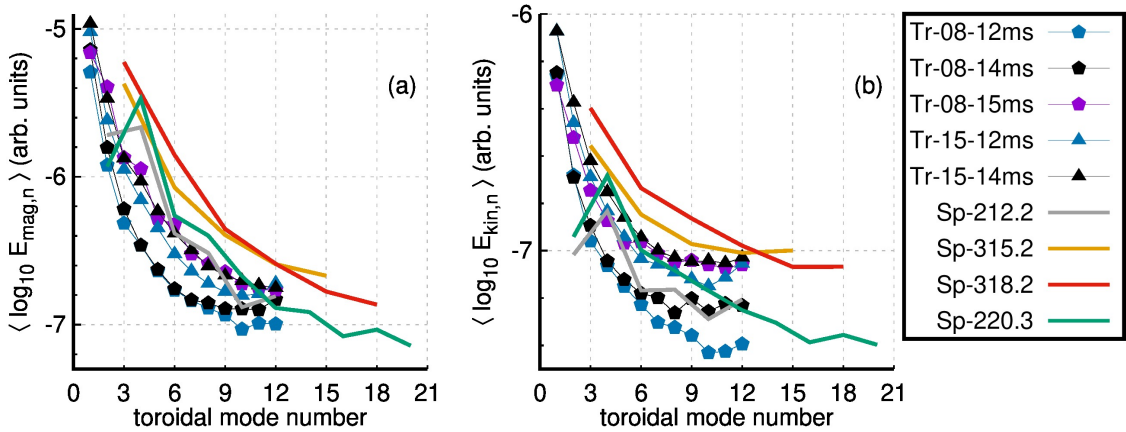 -5
-6
-7
⟨ log10 Emag,n ⟩ (arb. units)
(a)
0 3 6 9 12 15 18 21
toroidal mode number
-6
-7
⟨ log10 Ekin,n ⟩ (arb. units)
(b)
0 3 6 9 12 15 18 21
toroidal mode number
Tr-08-12ms
Tr-08-14ms
Tr-08-15ms
Tr-15-12ms
Tr-15-14ms
Sp-212.2
Sp-315.2
Sp-318.2
Sp-220.3